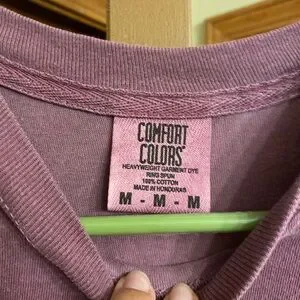 COMFORT
COLORS®
HEAVYWEIGHT GARMENT DYE
RING SPUN
100% COTTON
MADE IN HONDURAS
M - M - M